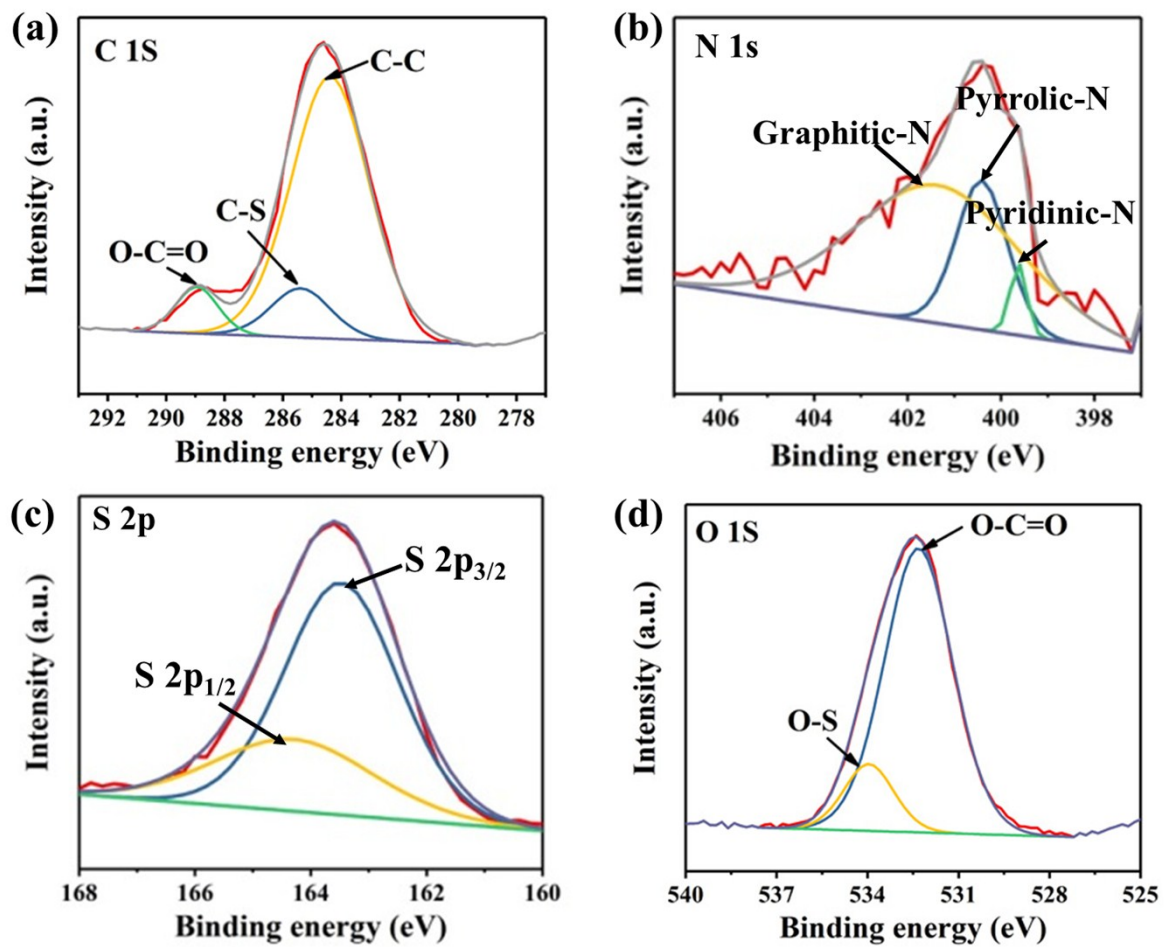 (a)
C 1S
C-C
C-S
O-C=O
Intensity (a.u.)
292 290 288 286 284 282 280 278
Binding energy (eV)
(b)
N 1s
Pyrrolic-N
Graphitic-N
Pyridinic-N
Intensity (a.u.)
406 404 402 400 398
Binding energy (eV)
(c)
S 2p
S 2p3/2
S 2p1/2
Intensity (a.u.)
168 166 164 162 160
Binding energy (eV)
(d)
O 1S
O-C=O
O-S
Intensity (a.u.)
540 537 534 531 528 525
Binding energy (eV)